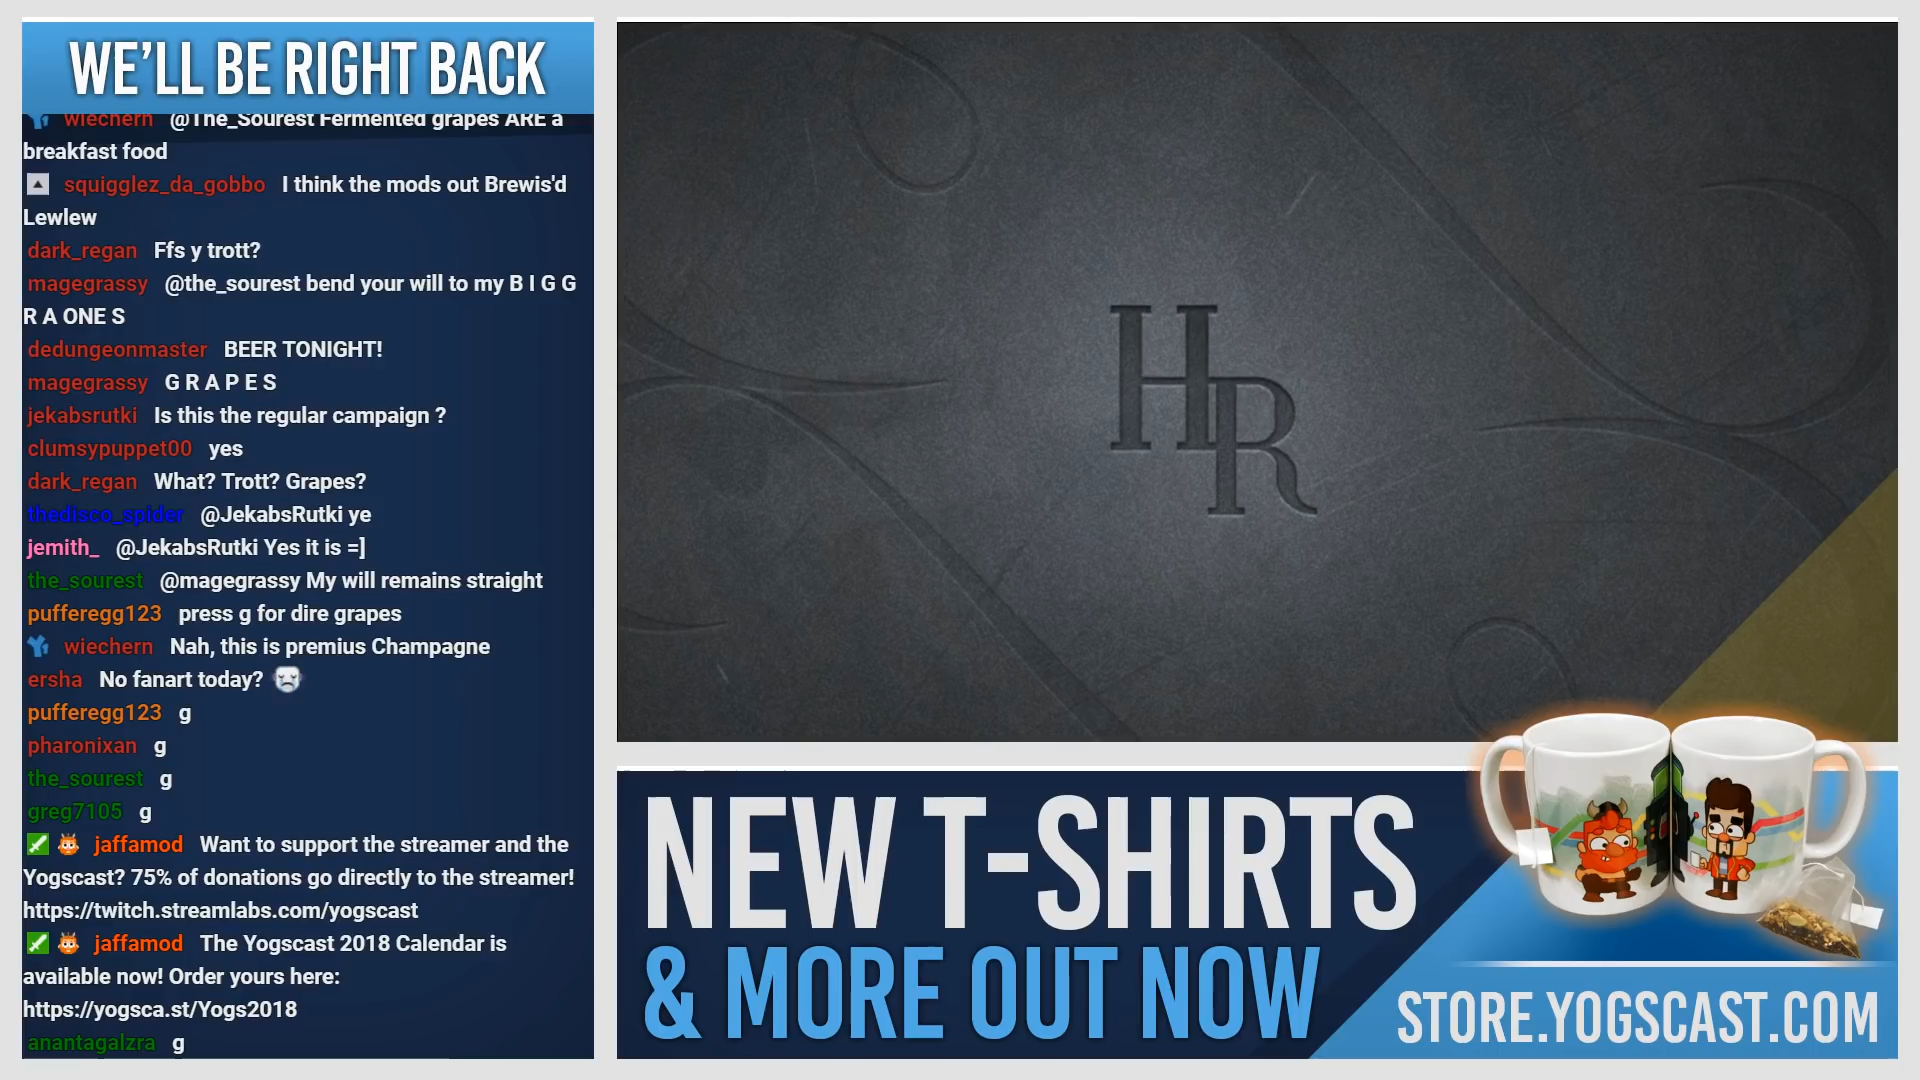 WE'LL BE RIGHT BACK
wiechern @The_Sourest Fermented grapes ARE a
breakfast food
squigglez_da_gobbo I think the mods out Brewis'd
Lewlew
dark_regan Ffs y trott?
magegrassy @the_sourest bend your will to my B I G G
R A ONE S
dedungeonmaster BEER TONIGHT!
magegrassy G R A P E S
jekabsrutki Is this the regular campaign ?
clumsypuppet00 yes
dark_regan What? Trott? Grapes?
thedisco_spider @JekabsRutki ye
jemith_ @JekabsRutki Yes it is =]
the_sourest @magegrassy My will remains straight
pufferegg123 press g for dire grapes
wiechern Nah, this is premius Champagne
ersha No fanart today?
pufferegg123 g
pharonixan g
the_sourest g
greg7105 g
jaffamod Want to support the streamer and the
Yogscast? 75% of donations go directly to the streamer!
https://twitch.streamlabs.com/yogscast
jaffamod The Yogscast 2018 Calendar is
available now! Order yours here:
https://yogsca.st/Yogs2018
anantagalzra g
HR
NEW T-SHIRTS
& MORE OUT NOW
STORE.YOGSCAST.COM